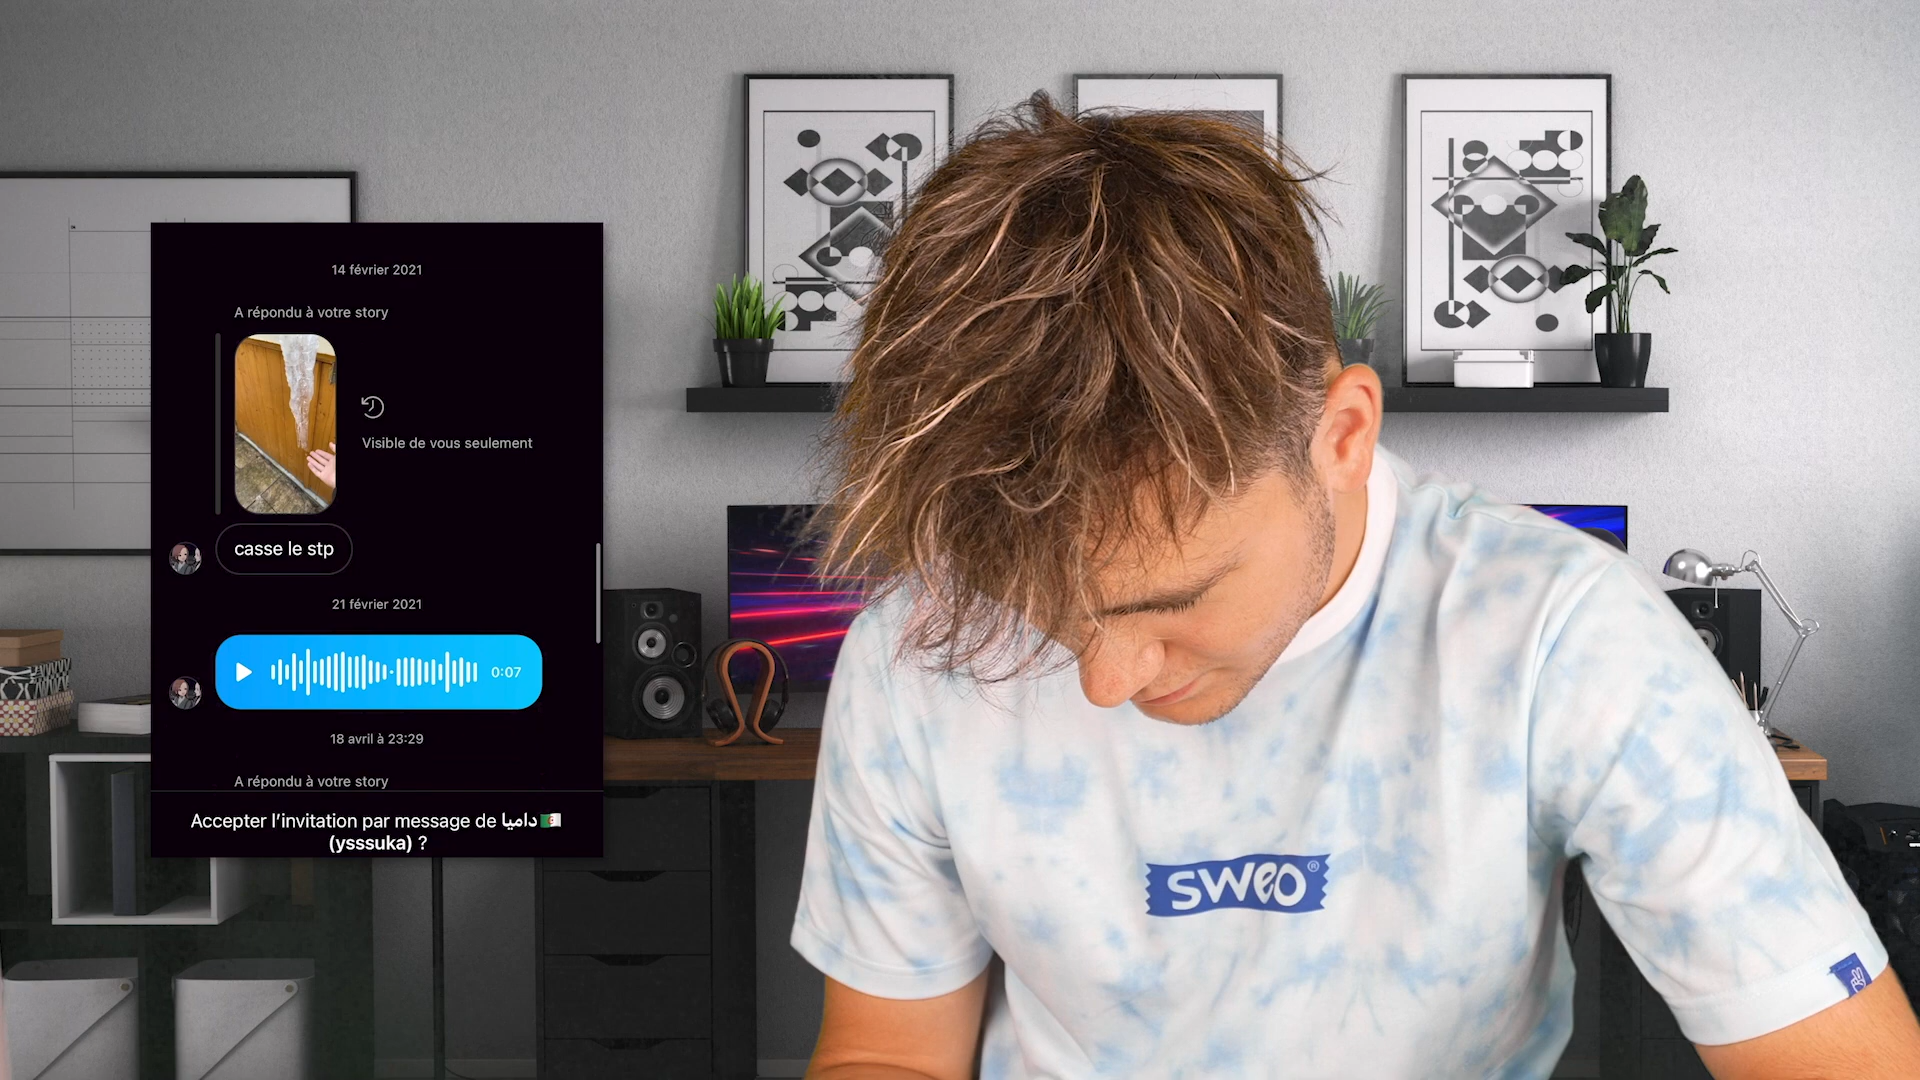 14 février 2021
A répondu à votre story
Visible de vous seulement
casse le stp
21 février 2021
0:07
18 avril à 23:29
A répondu à votre story
Accepter l’invitation par message de داميا🇩🇿
(ysssuka) ?
sweo®